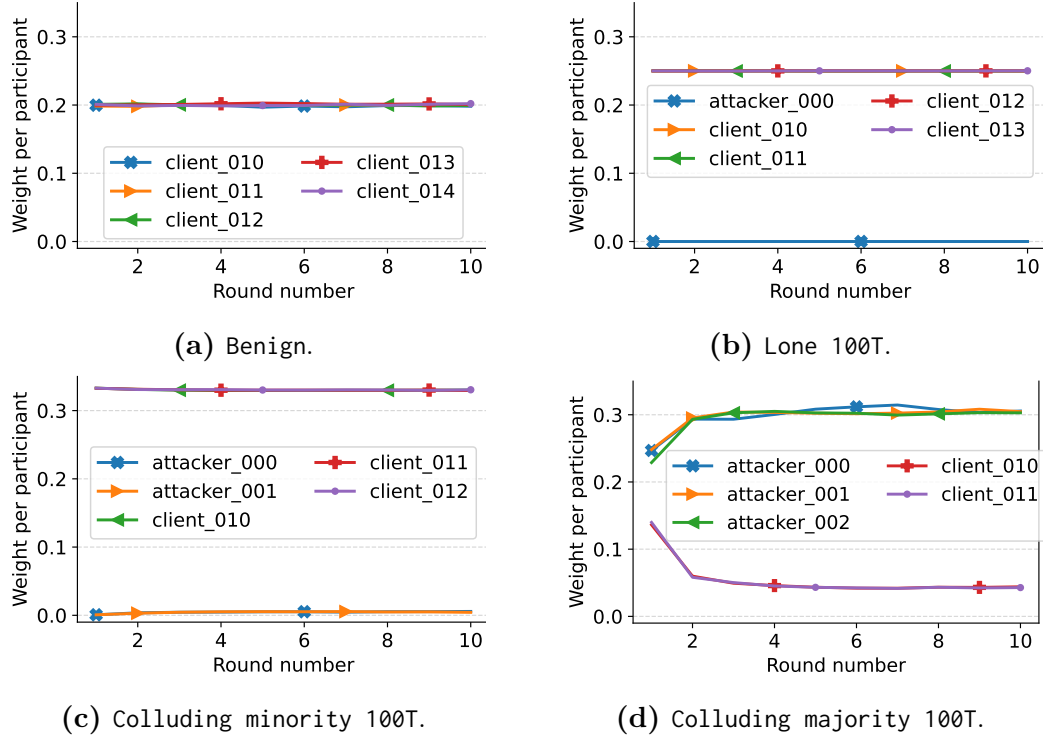 Weight per participant
0.3
0.2
0.1
0.0
client_010
client_011
client_012
client_013
client_014
2 4 6 8 10
Round number
(a) Benign.
Weight per participant
0.3
0.2
0.1
0.0
attacker_000
client_010
client_011
client_012
client_013
2 4 6 8 10
Round number
(b) Lone 100T.
Weight per participant
0.3
0.2
0.1
0.0
attacker_000
attacker_001
client_010
client_011
client_012
2 4 6 8 10
Round number
(c) Colluding minority 100T.
Weight per participant
0.3
0.2
0.1
0.0
attacker_000
attacker_001
attacker_002
client_010
client_011
2 4 6 8 10
Round number
(d) Colluding majority 100T.